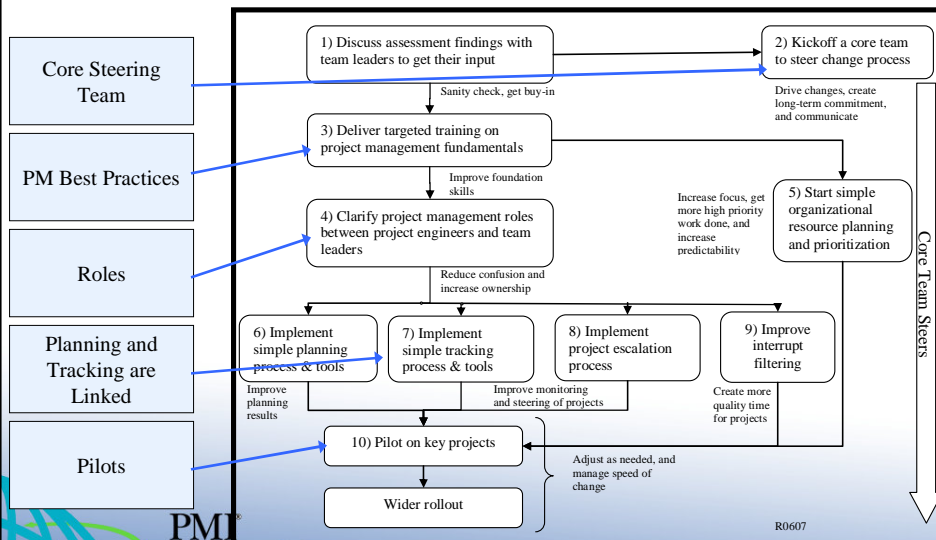 Core Steering
Team
PM Best Practices
Roles
Planning and
Tracking are
Linked
Pilots
1) Discuss assessment findings with
team leaders to get their input
2) Kickoff a core team
to steer change process
Sanity check, get buy-in
Drive changes, create
long-term commitment,
and communicate
3) Deliver targeted training on
project management fundamentals
Improve foundation
skills
4) Clarify project management roles
between project engineers and team
leaders
Increase focus, get
more high priority
work done, and
increase
predictability
5) Start simple
organizational
resource planning
and prioritization
Reduce confusion and
increase ownership
6) Implement
simple planning
process & tools
7) Implement
simple tracking
process & tools
8) Implement
project escalation
process
9) Improve
interrupt
filtering
Improve
planning
results
Improve monitoring
and steering of projects
Create more
quality time
for projects
10) Pilot on key projects
Adjust as needed, and
manage speed of
change
Wider rollout
Core Team Steers
PMI®
R0607